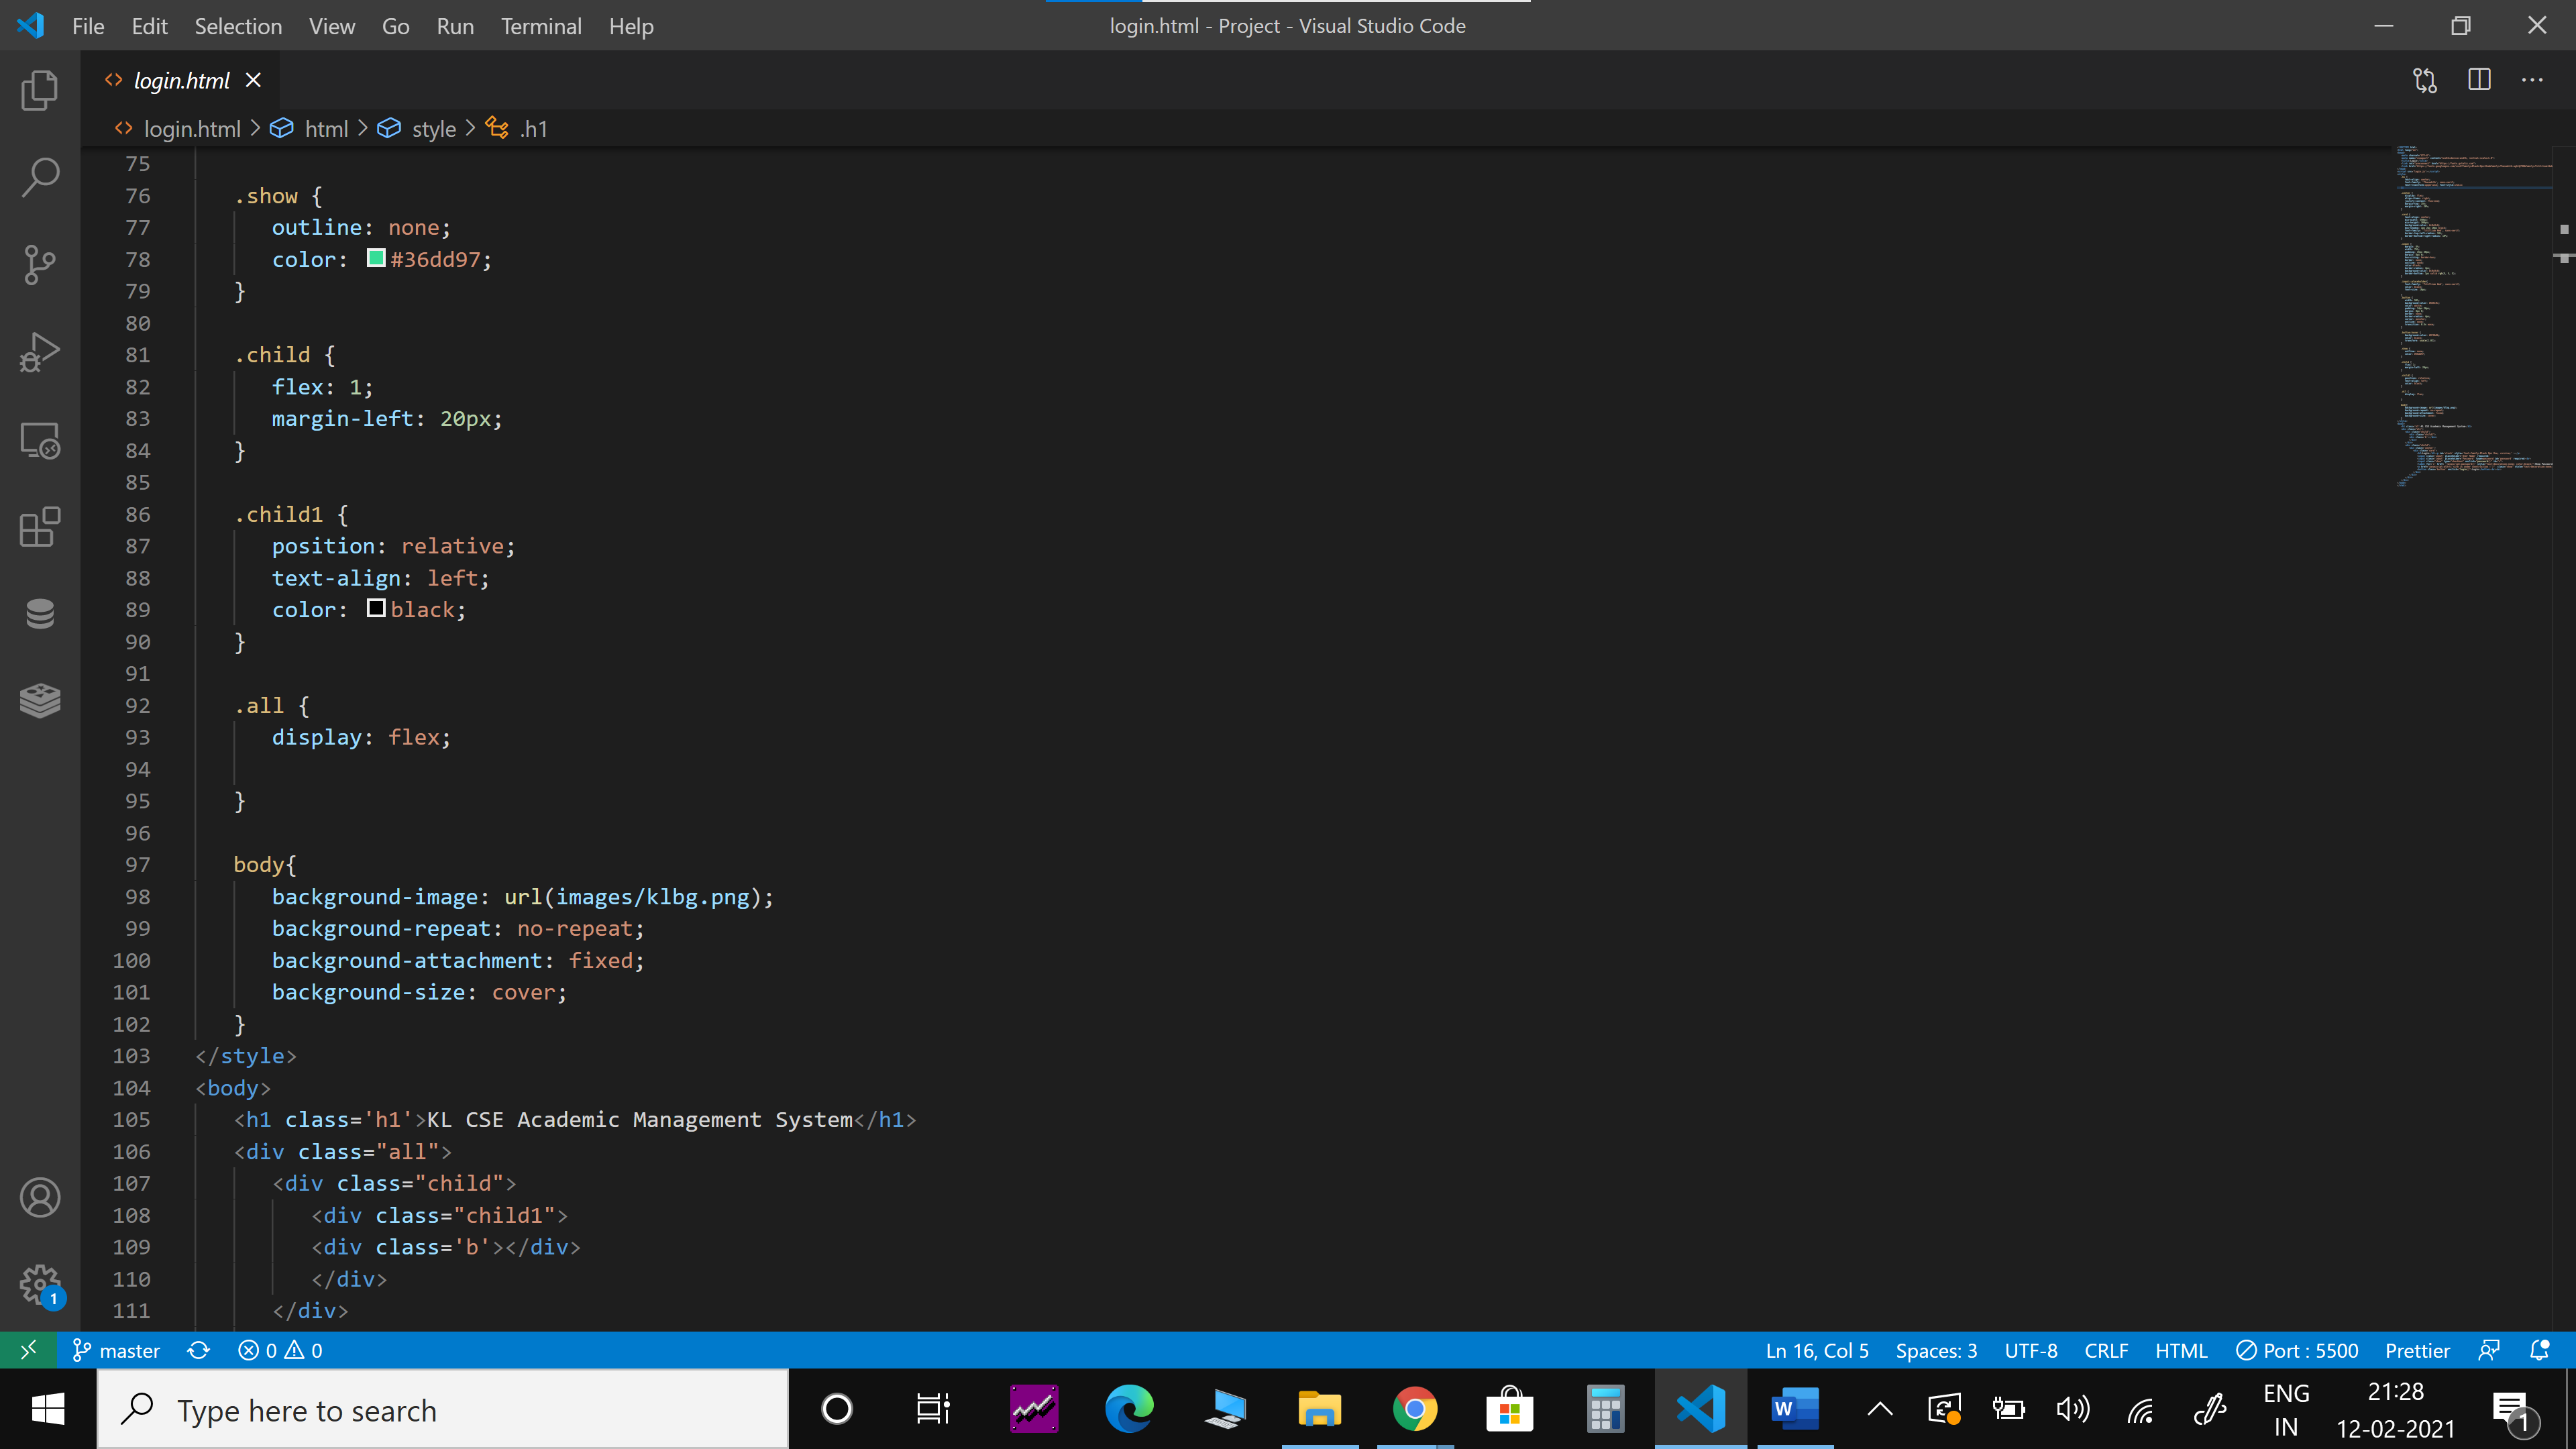 File Edit Selection View Go Run Terminal Help
login.html - Project - Visual Studio Code
login.html
login.html > html > style > .h1
75
76 .show {
77 outline: none;
78 color: #36dd97;
79 }
80
81 .child {
82 flex: 1;
83 margin-left: 20px;
84 }
85
86 .child1 {
87 position: relative;
88 text-align: left;
89 color: black;
90 }
91
92 .all {
93 display: flex;
94
95 }
96
97 body{
98 background-image: url(images/klbg.png);
99 background-repeat: no-repeat;
100 background-attachment: fixed;
101 background-size: cover;
102 }
103 </style>
104 <body>
105 <h1 class='h1'>KL CSE Academic Management System</h1>
106 <div class="all">
107 <div class="child">
108 <div class="child1">
109 <div class='b'></div>
110 </div>
111 </div>
1
master 0 0 Ln 16, Col 5 Spaces: 3 UTF-8 CRLF HTML Port : 5500 Prettier
Type here to search
W
ENG
IN
21:28
12-02-2021
1